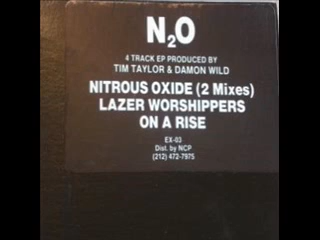 N₂O
4 TRACK EP PRODUCED BY
TIM TAYLOR & DAMON WILD
NITROUS OXIDE (2 Mixes)
LAZER WORSHIPPERS
ON A RISE
EX-03
Dist. by NCP
(212) 472-7975